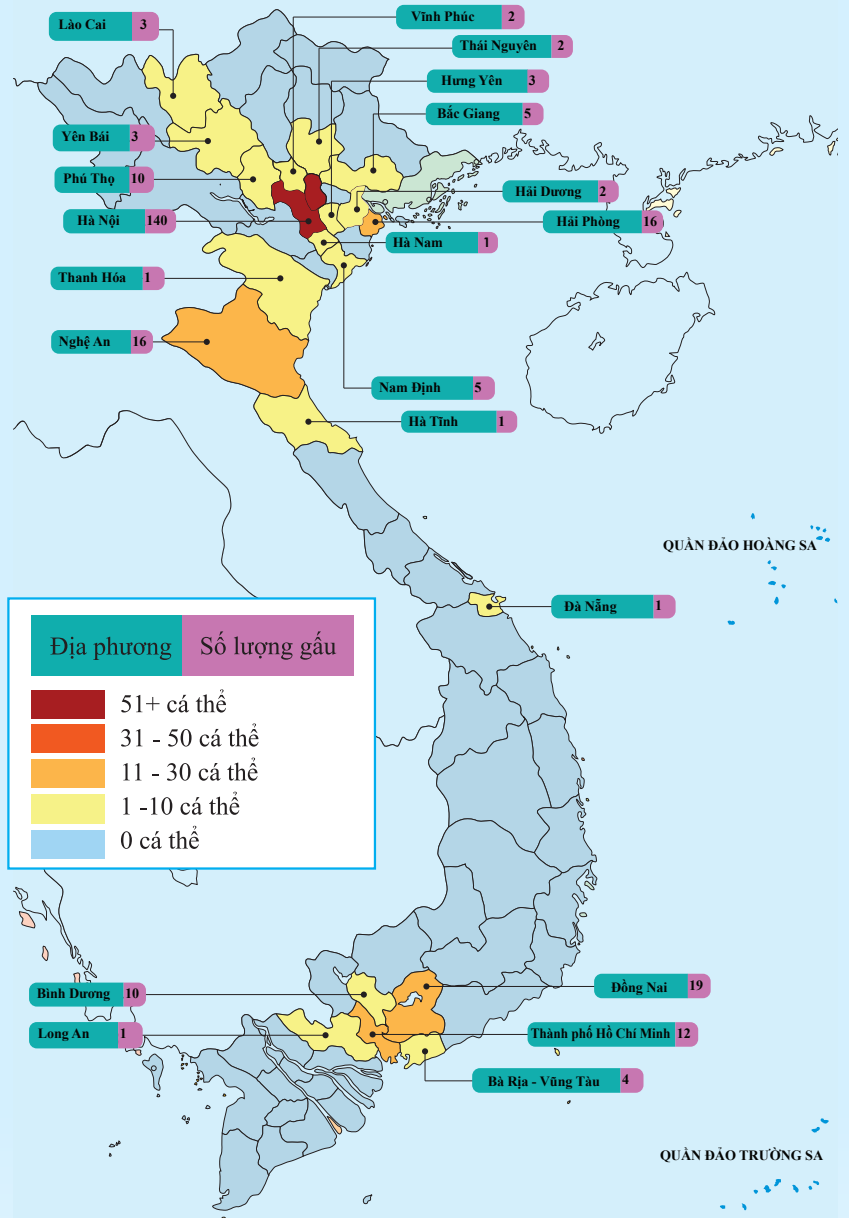 Lào Cai 3
Vĩnh Phúc 2
Thái Nguyên 2
Hưng Yên 3
Bắc Giang 5
Yên Bái 3
Phú Thọ 10
Hải Dương 2
Hà Nội 140
Hải Phòng 16
Hà Nam 1
Thanh Hóa 1
Nghệ An 16
Nam Định 5
Hà Tĩnh 1
QUẦN ĐẢO HOÀNG SA
Đà Nẵng 1
Địa phương Số lượng gấu
51+ cá thể
31 - 50 cá thể
11 - 30 cá thể
1 -10 cá thể
0 cá thể
Bình Dương 10
Đồng Nai 19
Long An 1
Thành phố Hồ Chí Minh 12
Bà Rịa - Vũng Tàu 4
QUẦN ĐẢO TRƯỜNG SA